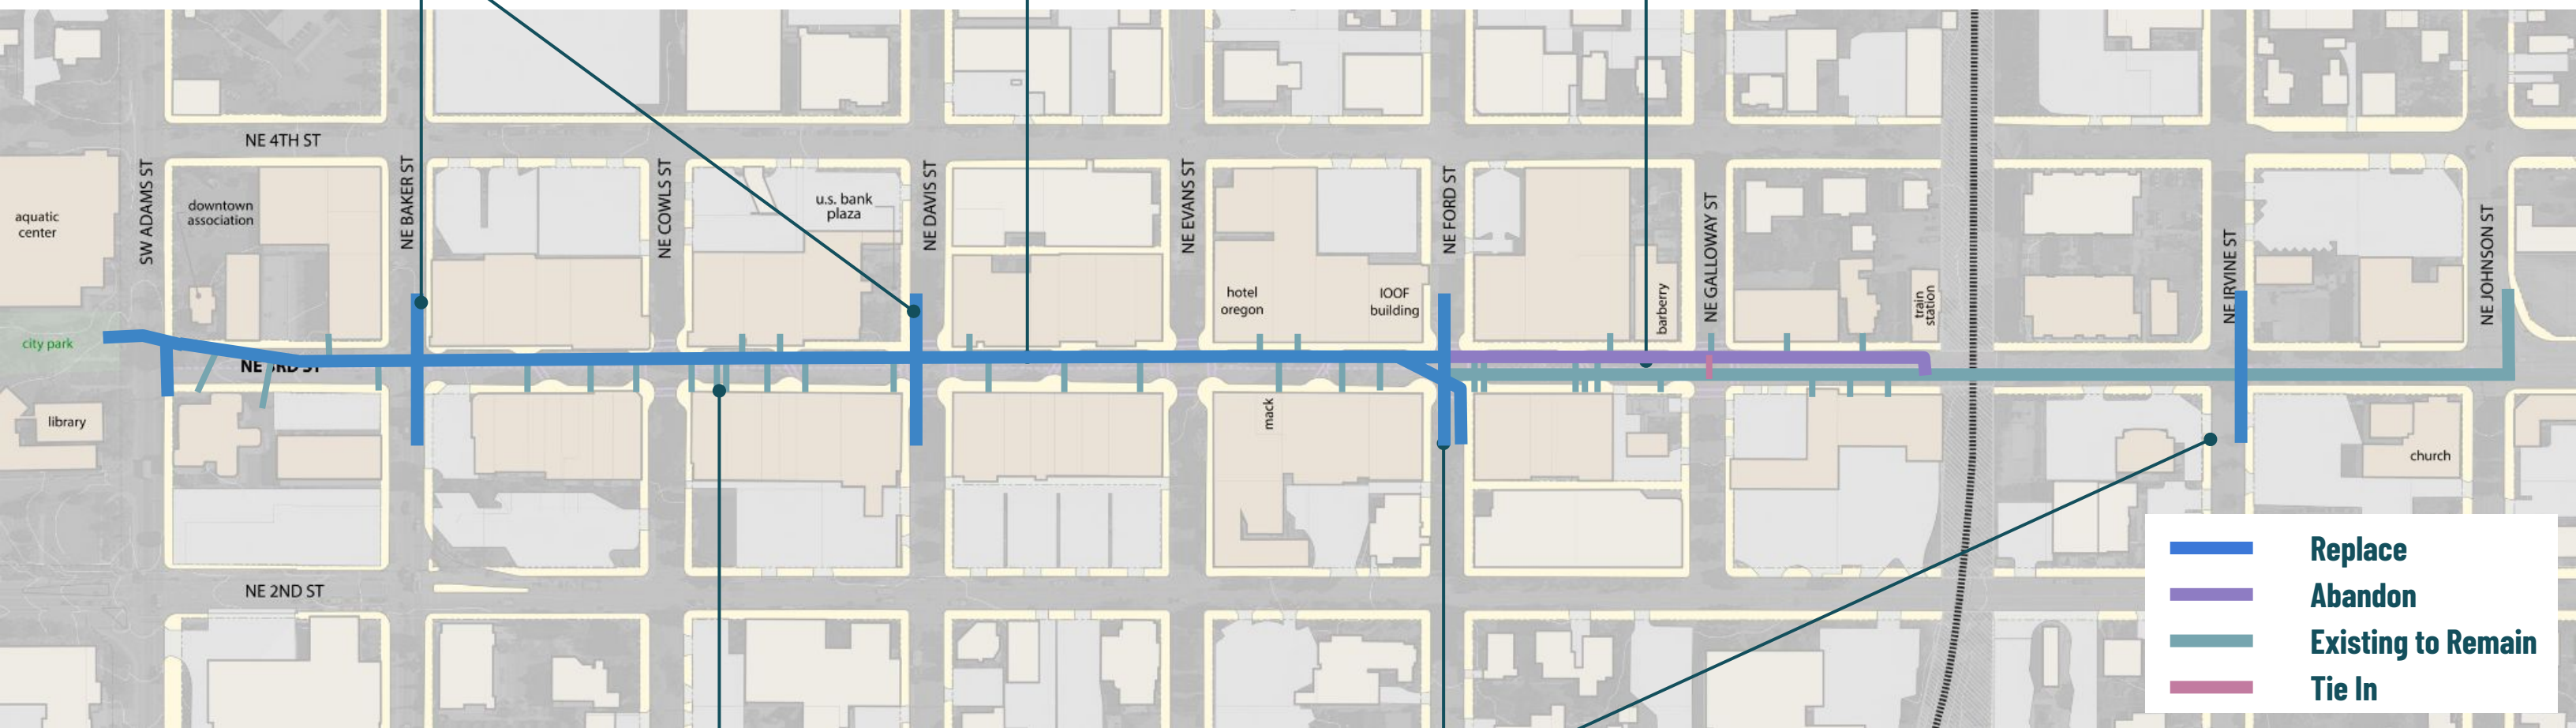 NE 4TH ST
SW ADAMS ST
NE BAKER ST
NE COWLS ST
NE DAVIS ST
NE EVANS ST
NE FORD ST
NE GALLOWAY ST
NE IRVINE ST
NE JOHNSON ST
aquatic
center
downtown
association
u.s. bank
plaza
hotel
oregon
IOOF
building
barberry
train
station
city park
NE 3RD ST
library
mack
church
NE 2ND ST
Replace
Abandon
Existing to Remain
Tie In